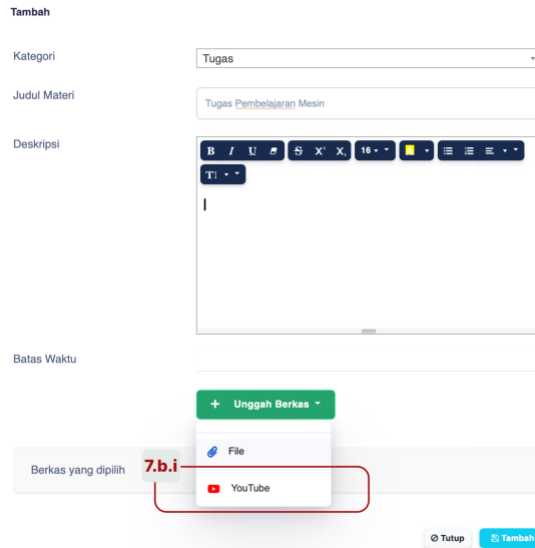 Tambah
Kategori
Tugas
Judul Materi
Tugas Pembelajaran Mesin
Deskripsi
B I U S X X 16 A
T
Batas Waktu
+ Unggah Berkas
File
Berkas yang dipilih
7.b.i
YouTube
Tutup
Tambah